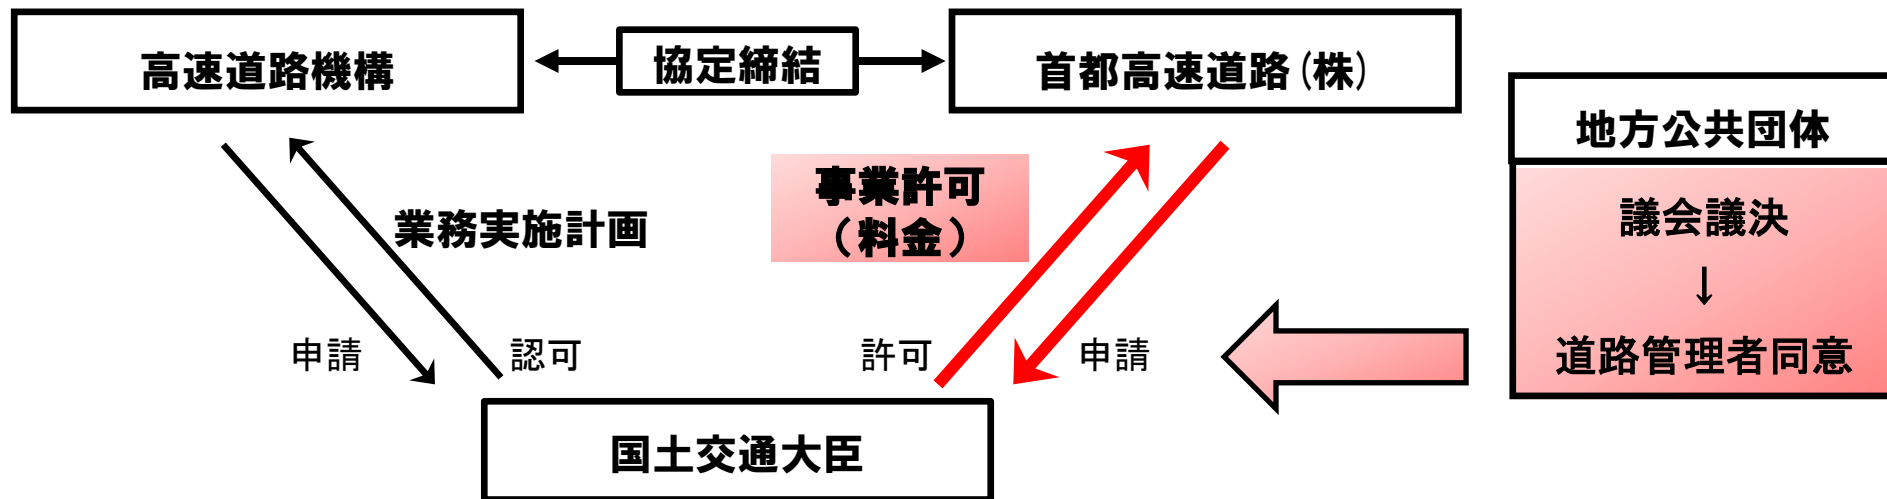 高速道路機構
協定締結
首都高速道路(株)
地方公共団体
議会議決
↓
道路管理者同意
業務実施計画
事業許可
（料金）
申請
認可
許可
申請
国土交通大臣